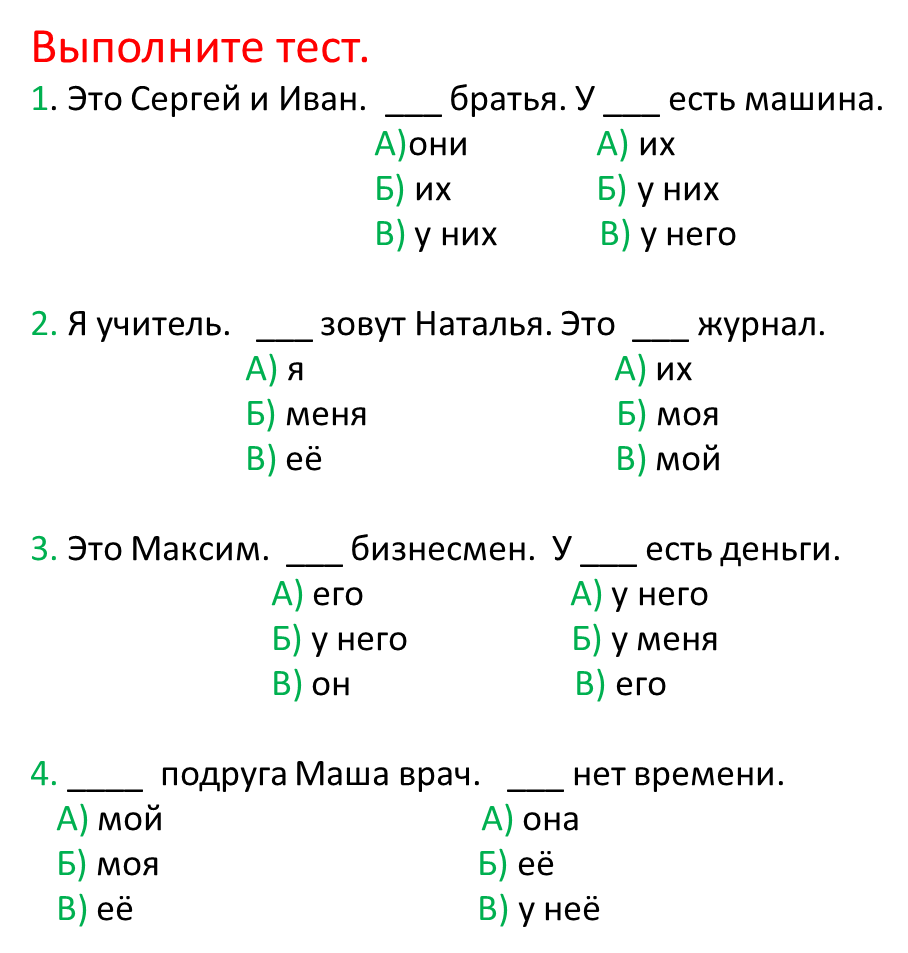 Выполните тест.
1. Это Сергей и Иван. ___ братья. У ___ есть машина.
А)они А) их
Б) их Б) у них
В) у них В) у него
2. Я учитель. ___ зовут Наталья. Это ___ журнал.
А) я А) их
Б) меня Б) моя
В) её В) мой
3. Это Максим. ___ бизнесмен. У ___ есть деньги.
А) его А) у него
Б) у него Б) у меня
В) он В) его
4. ____ подруга Маша врач. ___ нет времени.
А) мой А) она
Б) моя Б) её
В) её В) у неё